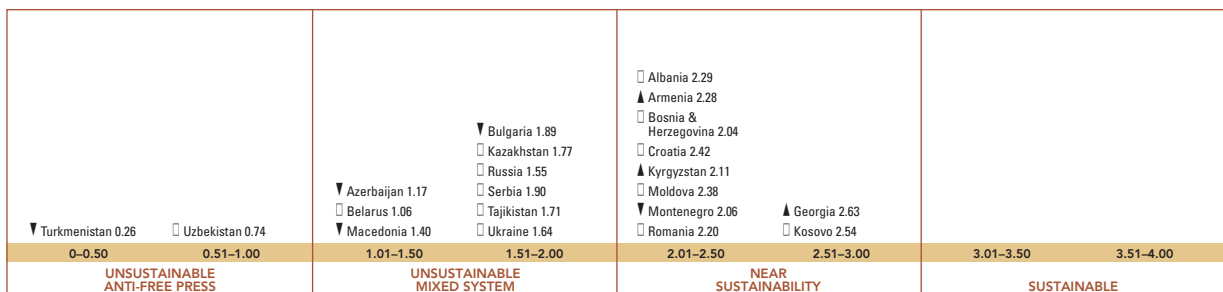 ▼ Turkmenistan 0.26
▯ Uzbekistan 0.74
▼ Azerbaijan 1.17
▯ Belarus 1.06
▼ Macedonia 1.40
▼ Bulgaria 1.89
▯ Kazakhstan 1.77
▯ Russia 1.55
▯ Serbia 1.90
▯ Tajikistan 1.71
▯ Ukraine 1.64
▯ Albania 2.29
▲ Armenia 2.28
▯ Bosnia &
Herzegovina 2.04
▯ Croatia 2.42
▲ Kyrgyzstan 2.11
▯ Moldova 2.38
▼ Montenegro 2.06
▯ Romania 2.20
▲ Georgia 2.63
▯ Kosovo 2.54
0–0.50 0.51–1.00 1.01–1.50 1.51–2.00 2.01–2.50 2.51–3.00 3.01–3.50 3.51–4.00
UNSUSTAINABLE
ANTI-FREE PRESS
UNSUSTAINABLE
MIXED SYSTEM
NEAR
SUSTAINABILITY
SUSTAINABLE